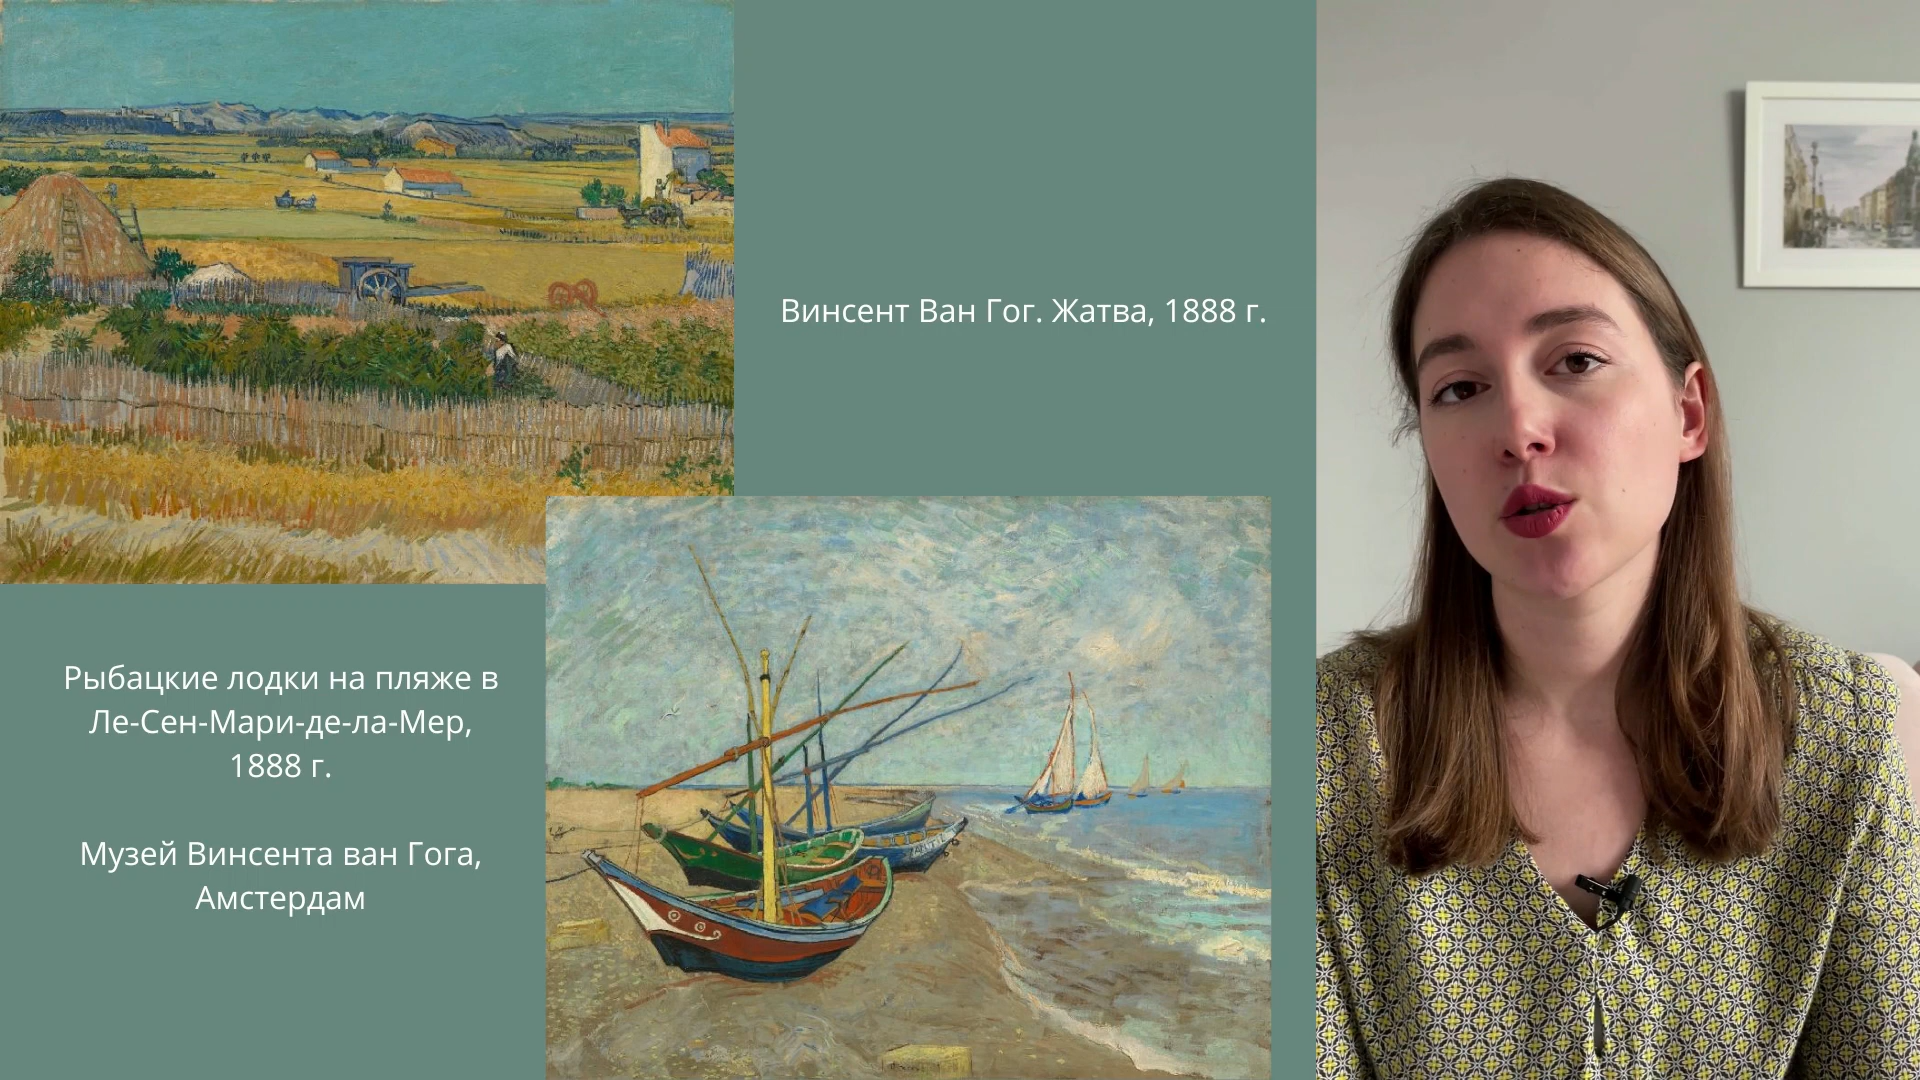 Винсент Ван Гог. Жатва, 1888 г.
Рыбацкие лодки на пляже в
Ле-Сен-Мари-де-ла-Мер,
1888 г.
Музей Винсента ван Гога,
Амстердам